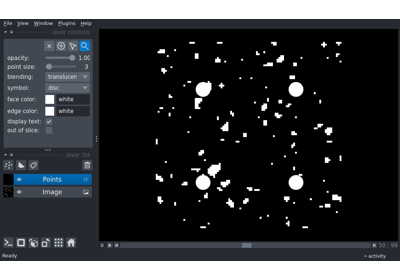 File View Window Plugins Help
layer controls
opacity: 1.00
point size: 3
blending: translucen
symbol: disc
face color: white
edge color: white
display text:
out of slice:
layer list
Points
Image
0
50 99
Ready
activity